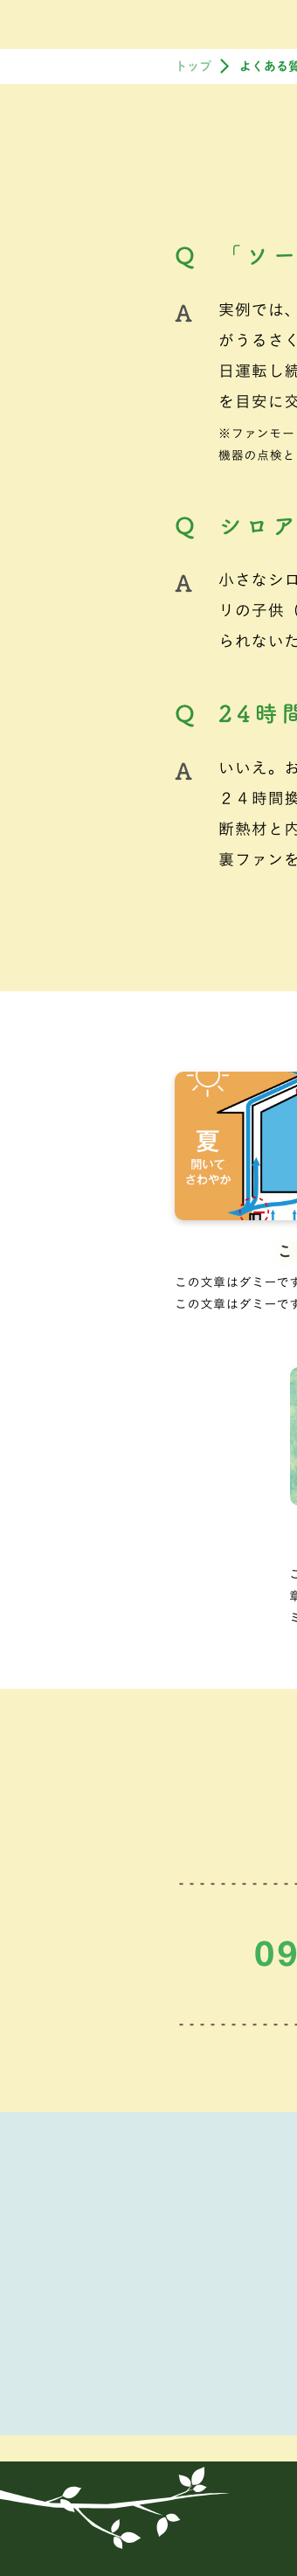 トップ > よくある質
Q 「ソー
A 実例では、
がうるさく
日運転し続
を目安に交
※ファンモー
機器の点検と
Q シロア
A 小さなシロ
リの子供（
られないた
Q 24時間
A いいえ。お
２４時間換
断熱材と内
裏ファンを
夏
開いて
さわやか
こ
この文章はダミーです
この文章はダミーです
こ
章
ミ
09